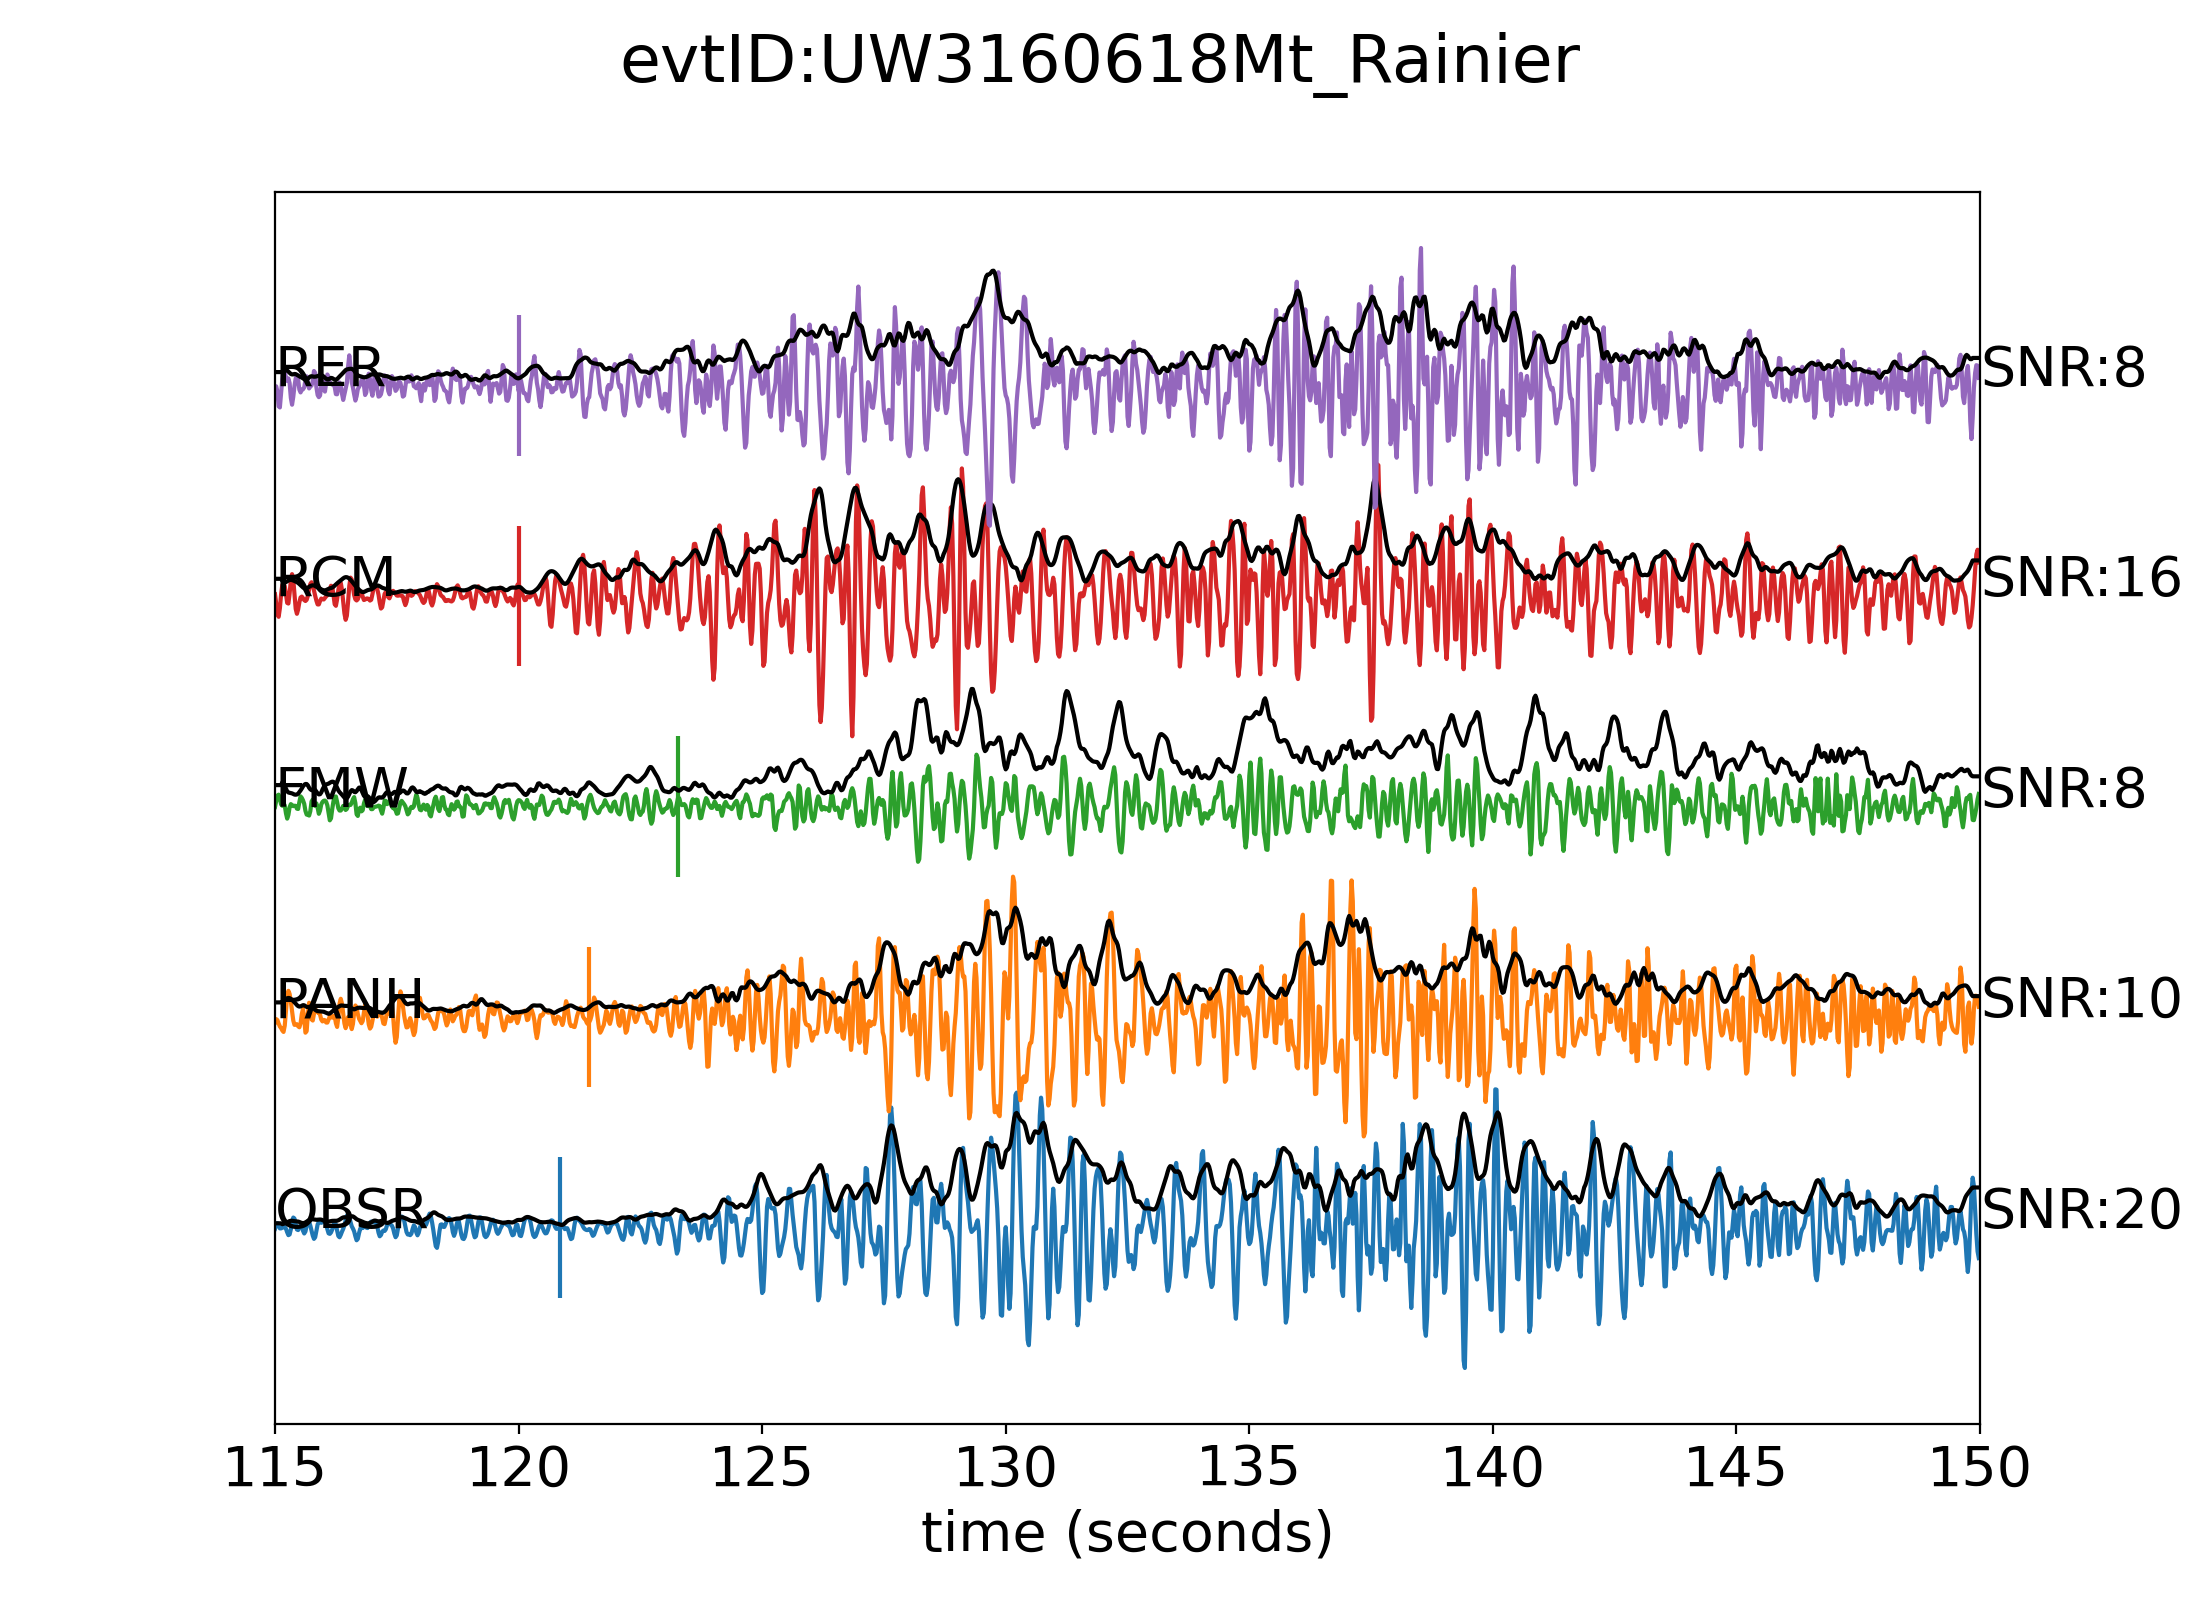 evtID:UW3160618Mt_Rainier
RER SNR:8
RCM SNR:16
FMW SNR:8
PANH SNR:10
OBSR SNR:20
115 120 125 130 135 140 145 150
time (seconds)